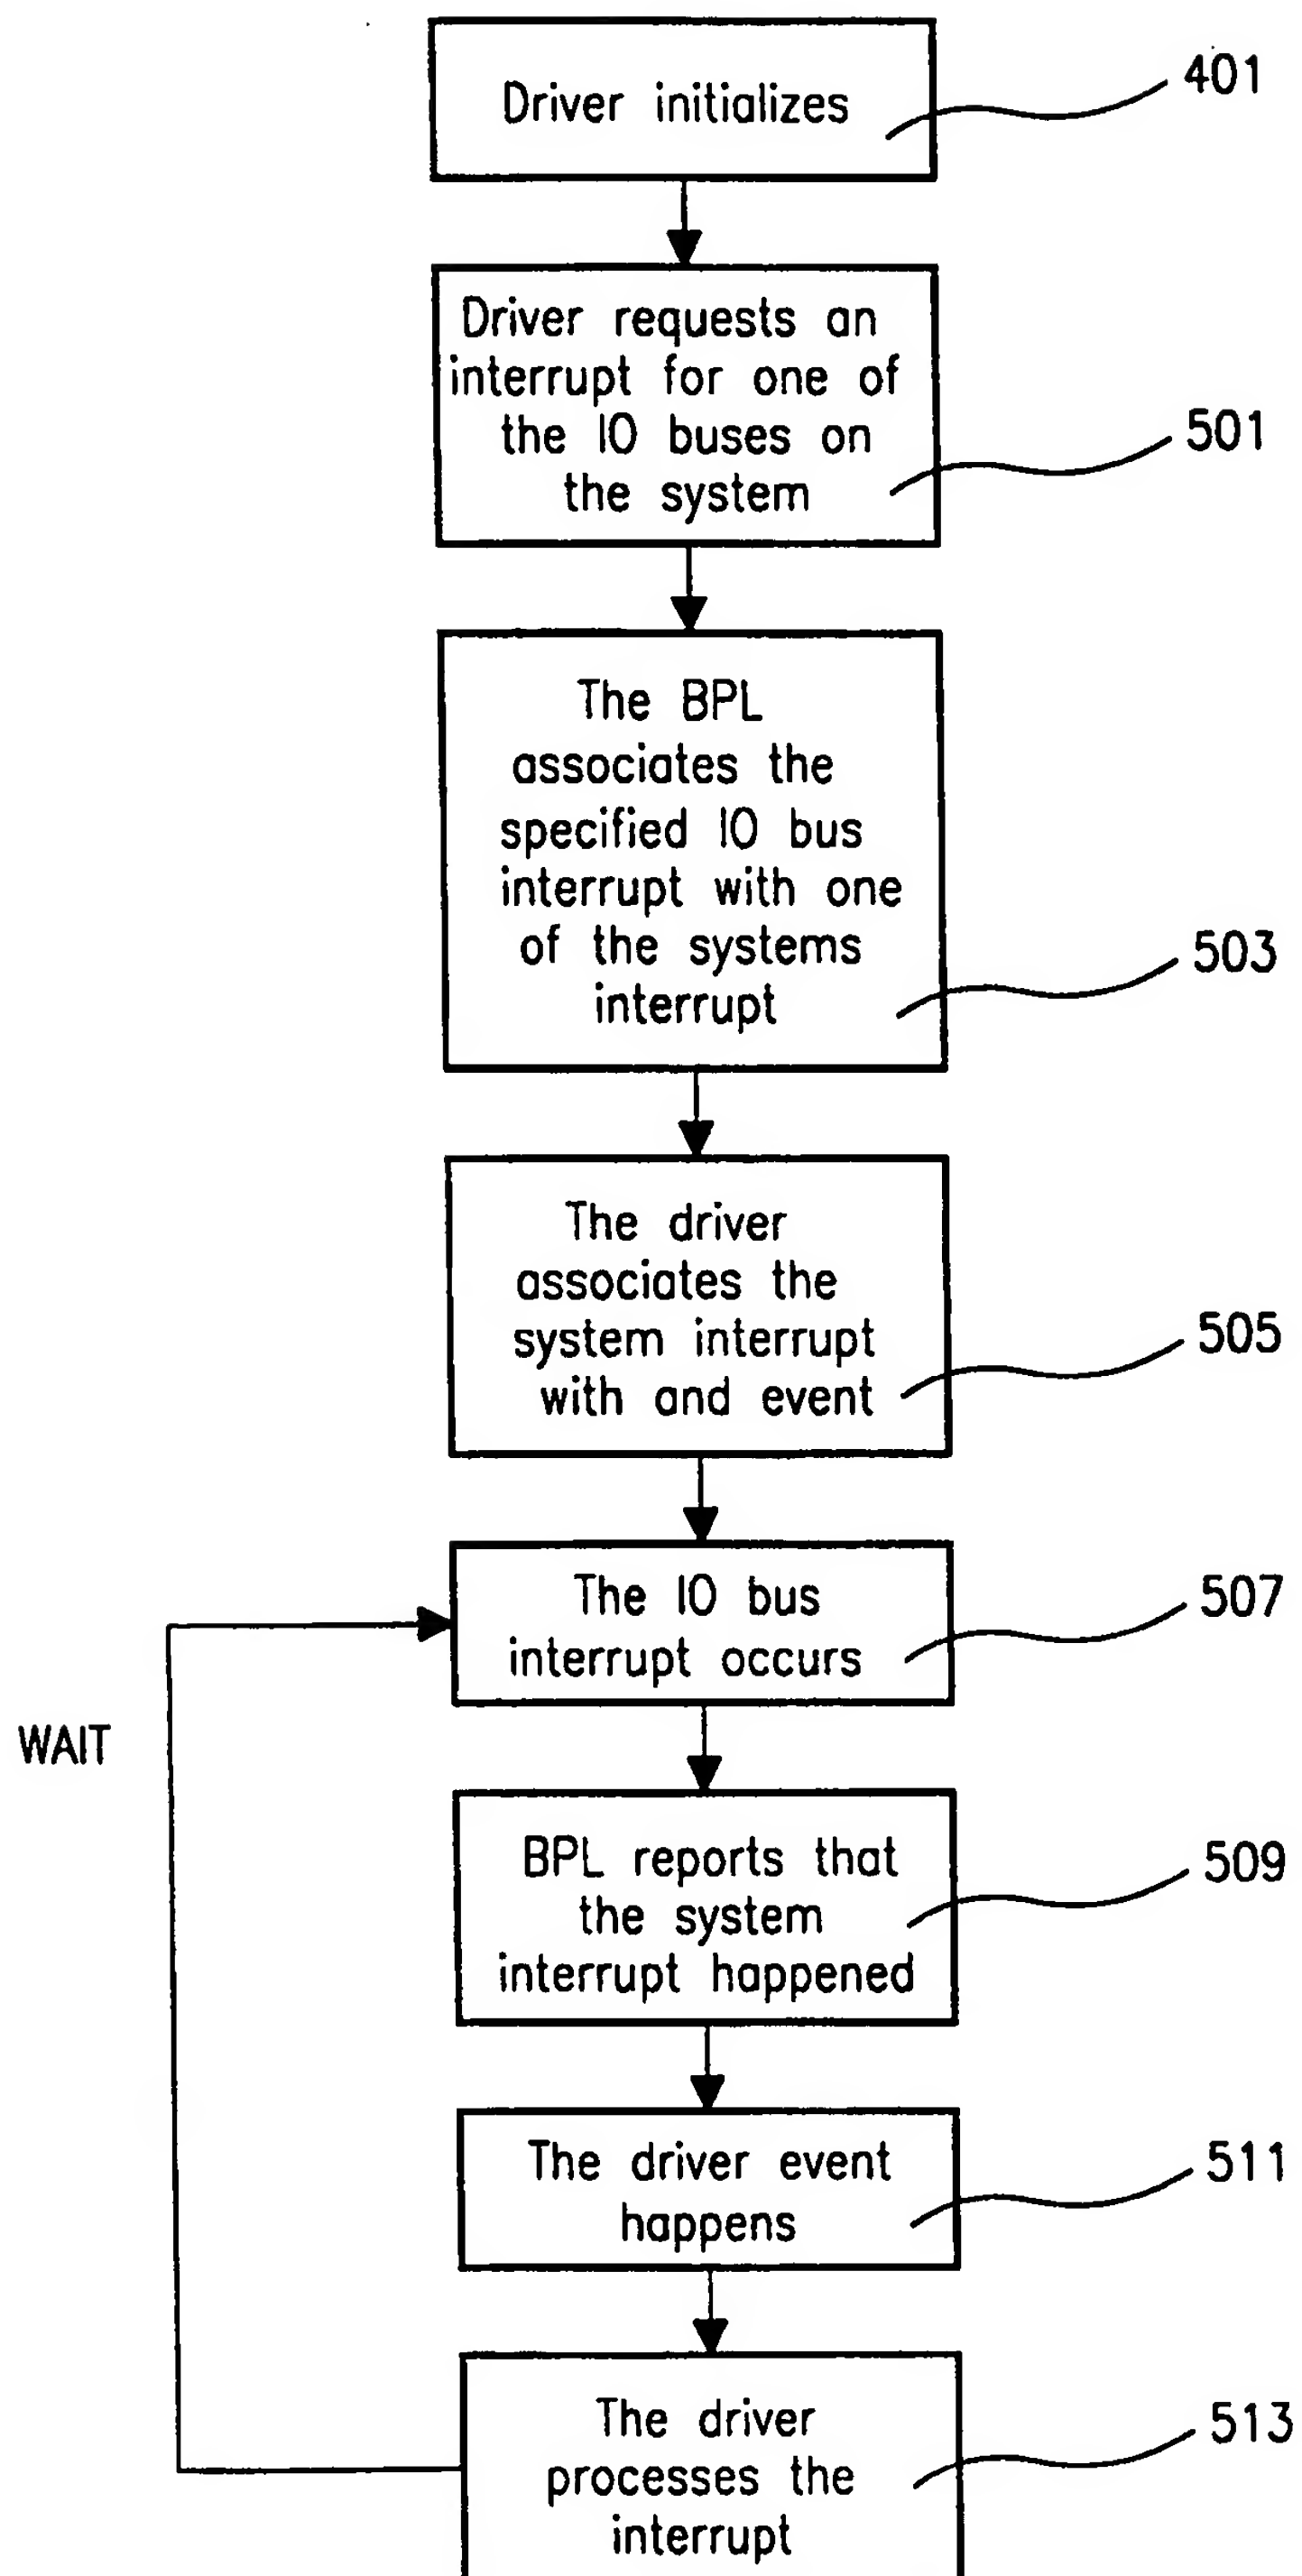 Driver initializes
401
Driver requests an
interrupt for one of
the IO buses on
the system
501
The BPL
associates the
specified IO bus
interrupt with one
of the systems
interrupt
503
The driver
associates the
system interrupt
with and event
505
The IO bus
interrupt occurs
507
WAIT
BPL reports that
the system
interrupt happened
509
The driver event
happens
511
The driver
processes the
interrupt
513